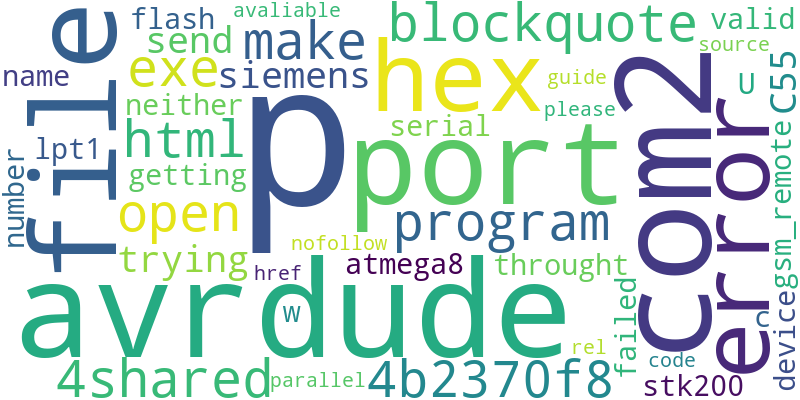 avaliable
flash
blockquote
valid
send
make
source
file
exe
siemens
hex
com2
C55
name
neither
p
guide
U
please
lpt1
html
serial
port
error
number
getting
open
program
gsm_remote
nofollow
trying
href
atmega8
throught
avrdude
w
failed
c
device
rel
code
4shared
parallel
4b2370f8
stk200